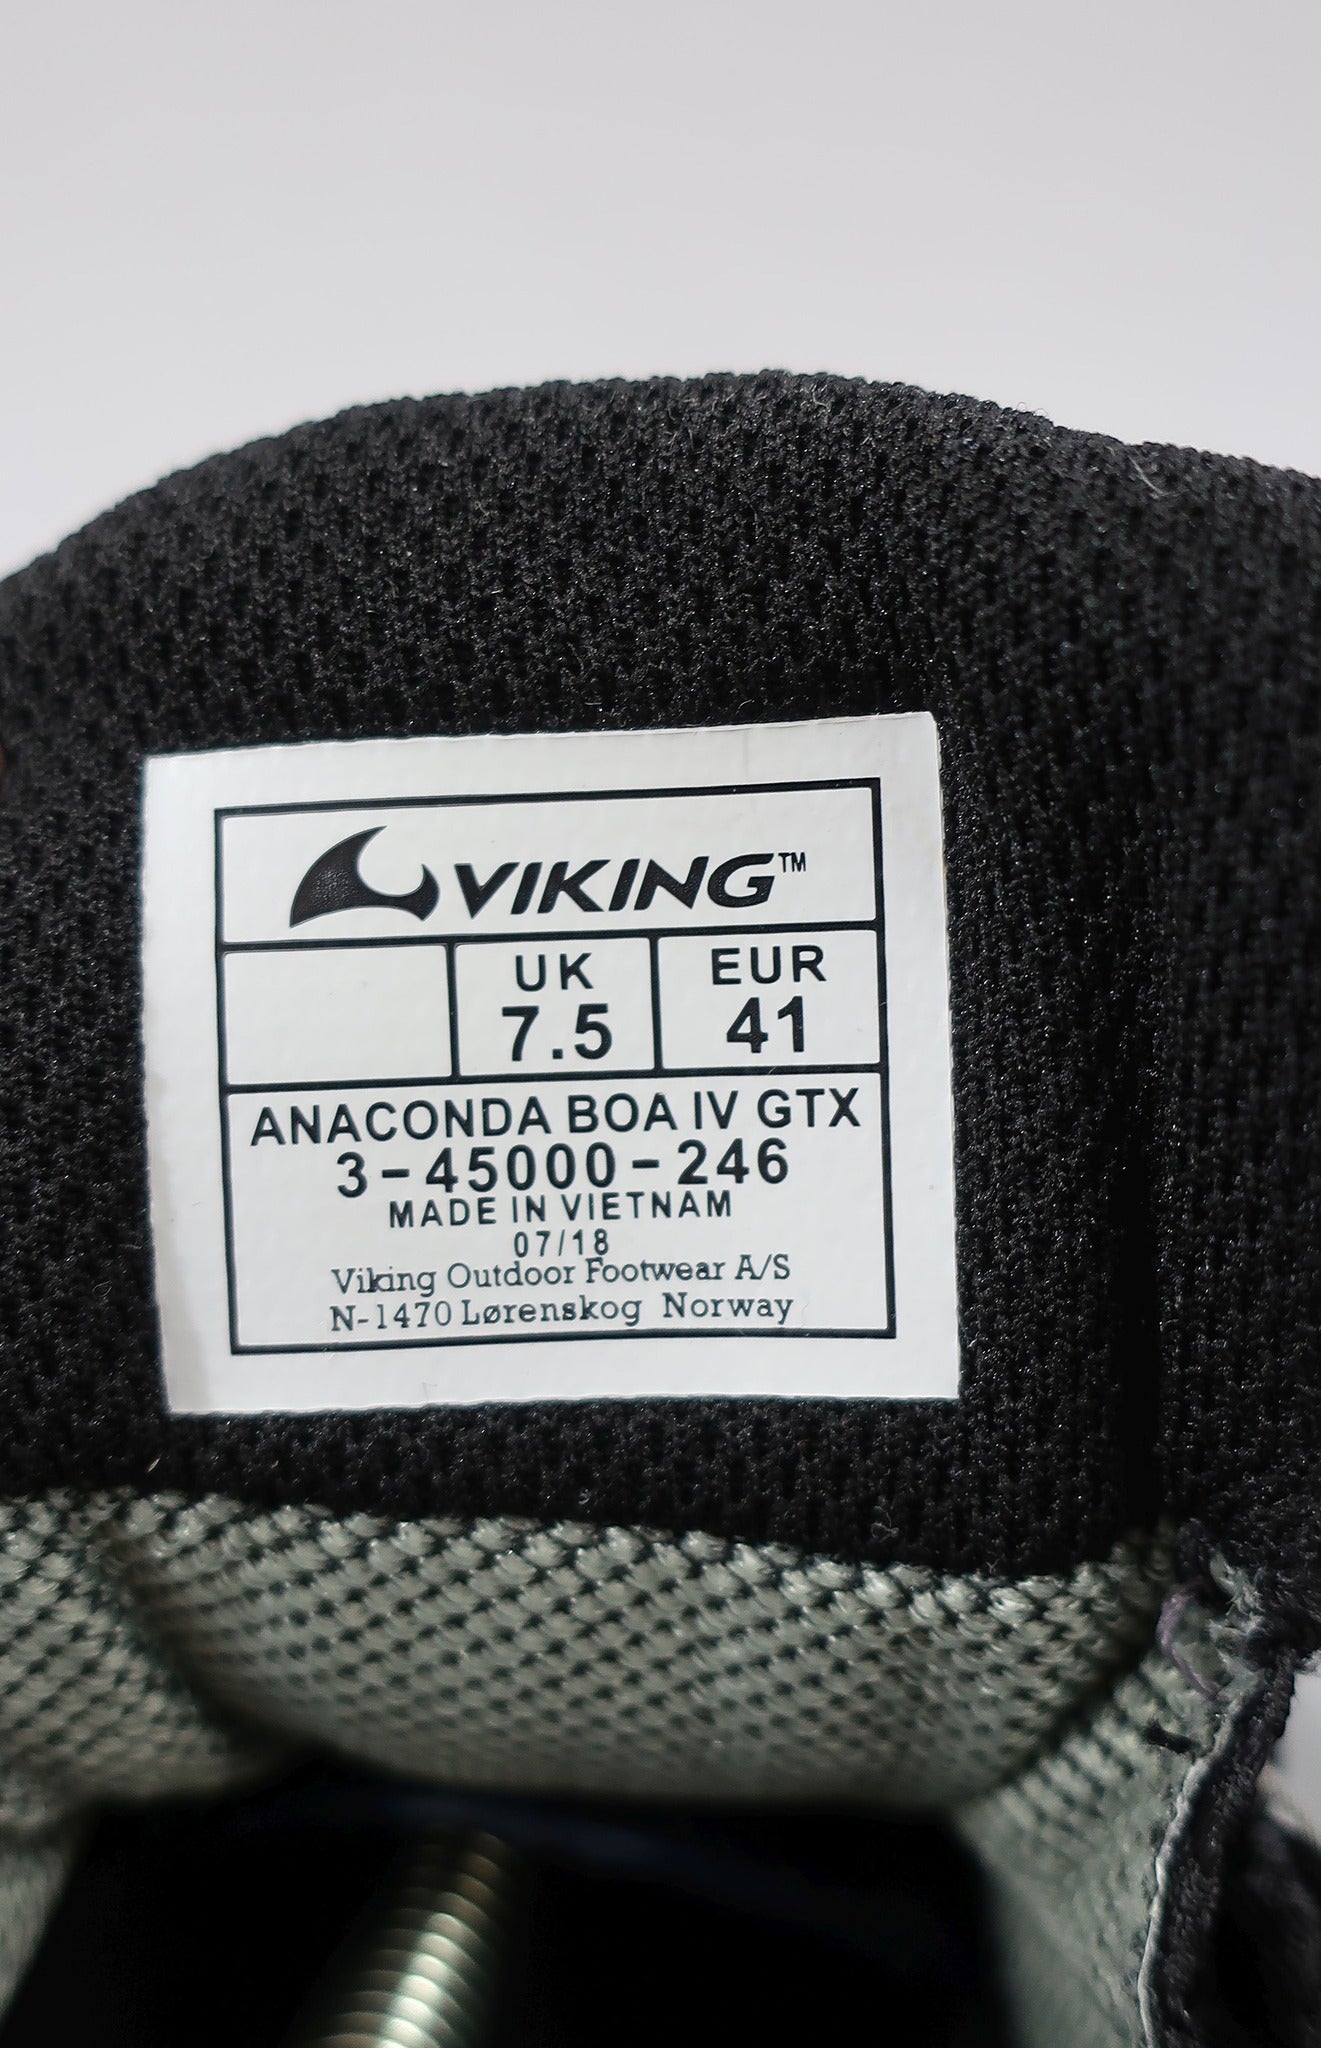 VIKING™
UK EUR
7.5 41
ANACONDA BOA IV GTX
3-45000-246
MADE IN VIETNAM
07/18
Viking Outdoor Footwear A/S
N-1470 Lørenskog Norway